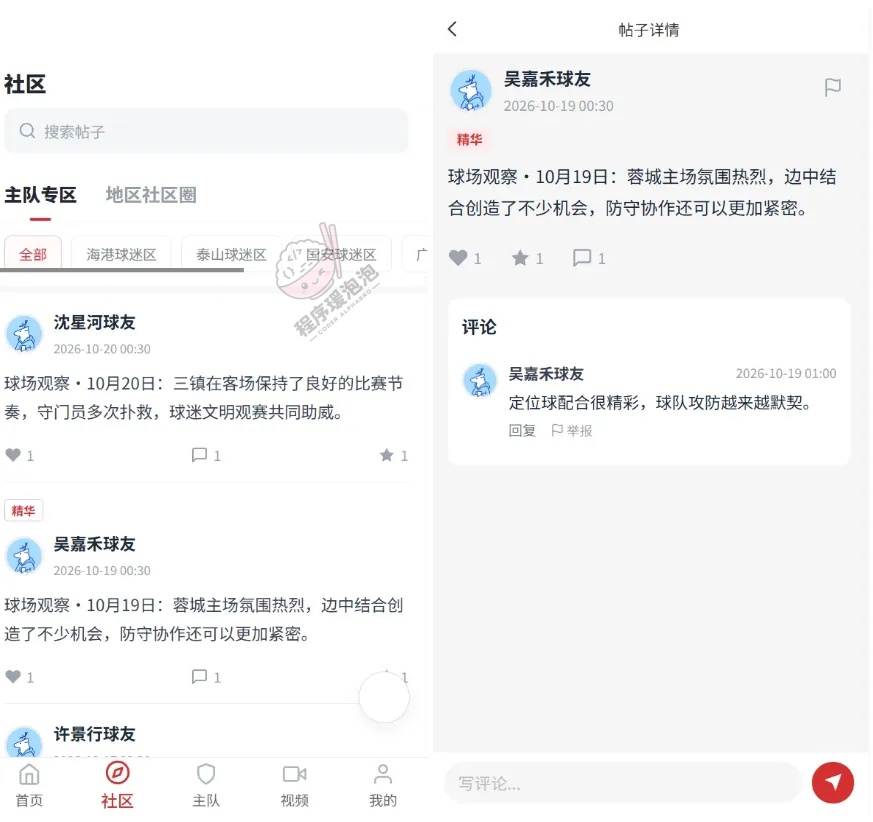 社区
搜索帖子
主队专区 地区社区圈
全部 海港球迷区 泰山球迷区 国安球迷区 广
程序瑗泡泡
CODER ALPHABRO
沈星河球友
2026-10-20 00:30
球场观察·10月20日：三镇在客场保持了良好的比赛节
奏，守门员多次扑救，球迷文明观赛共同助威。
1 1 1
精华
吴嘉禾球友
2026-10-19 00:30
球场观察·10月19日：蓉城主场氛围热烈，边中结合创
造了不少机会，防守协作还可以更加紧密。
1 1 1
许景行球友
首页 社区 主队 视频 我的
帖子详情
吴嘉禾球友
2026-10-19 00:30
精华
球场观察·10月19日：蓉城主场氛围热烈，边中结
合创造了不少机会，防守协作还可以更加紧密。
1 1 1
评论
吴嘉禾球友 2026-10-19 01:00
定位球配合很精彩，球队攻防越来越默契。
回复 举报
写评论...